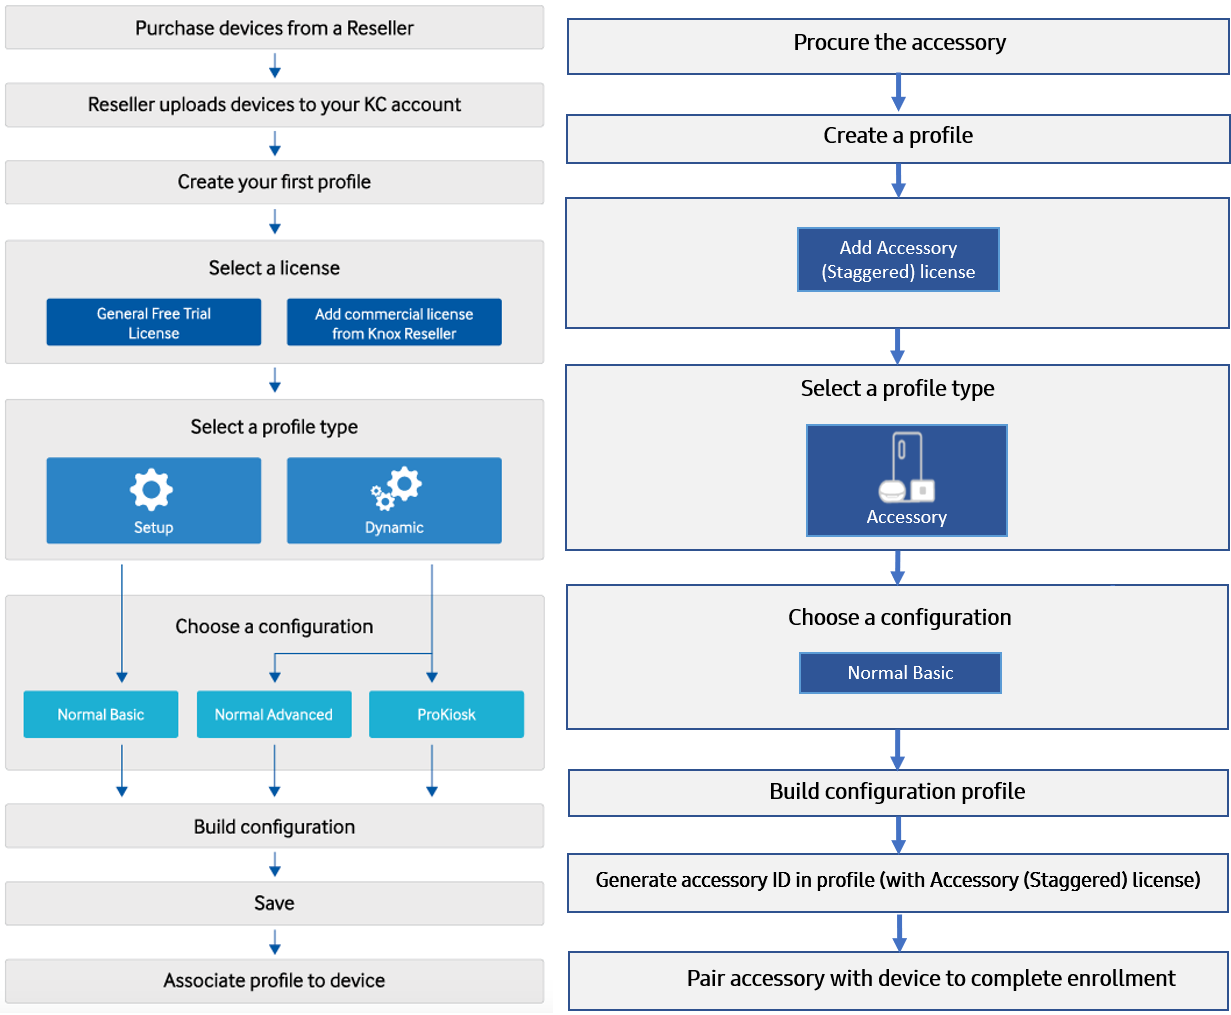 Purchase devices from a Reseller
Reseller uploads devices to your KC account
Create your first profile
Select a license
General Free Trial
License
Add commercial license
from Knox Reseller
Select a profile type
Setup
Dynamic
Choose a configuration
Normal Basic
Normal Advanced
ProKiosk
Build configuration
Save
Associate profile to device
Procure the accessory
Create a profile
Add Accessory
(Staggered) license
Select a profile type
Accessory
Choose a configuration
Normal Basic
Build configuration profile
Generate accessory ID in profile (with Accessory (Staggered) license)
Pair accessory with device to complete enrollment